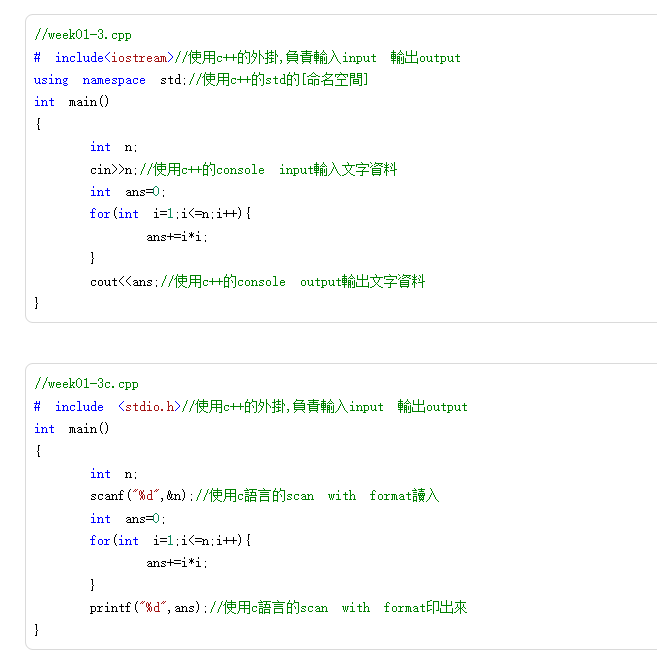 //week01-3.cpp
# include<iostream>//使用c++的外掛,負責輸入input 輸出output
using namespace std;//使用c++的std的[命名空間]
int main()
{
int n;
cin>>n;//使用c++的console input輸入文字資料
int ans=0;
for(int i=1;i<=n;i++){
ans+=i*i;
}
cout<<ans;//使用c++的console output輸出文字資料
}
//week01-3c.cpp
# include <stdio.h>//使用c++的外掛,負責輸入input 輸出output
int main()
{
int n;
scanf("%d",&n);//使用c語言的scan with format讀入
int ans=0;
for(int i=1;i<=n;i++){
ans+=i*i;
}
printf("%d",ans);//使用c語言的scan with format印出來
}